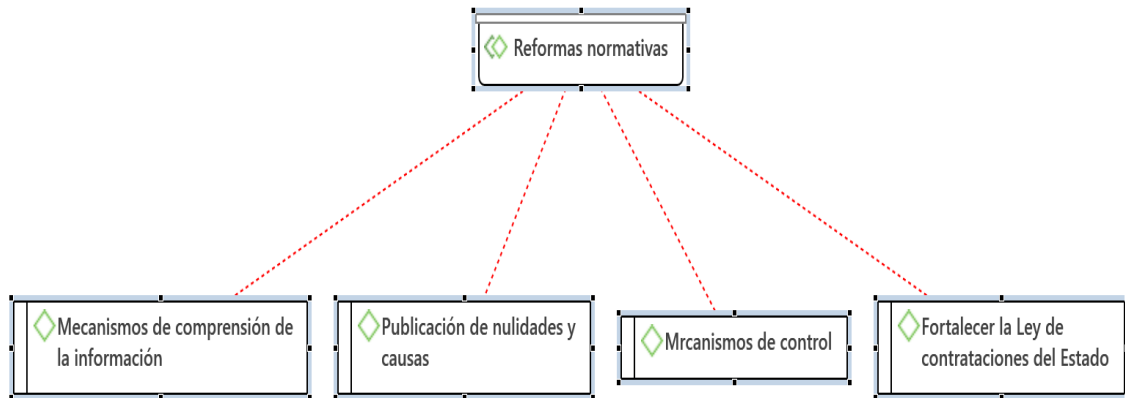 Reformas normativas
Mecanismos de comprensión de
la información
Publicación de nulidades y
causas
Mrcanismos de control
Fortalecer la Ley de
contrataciones del Estado